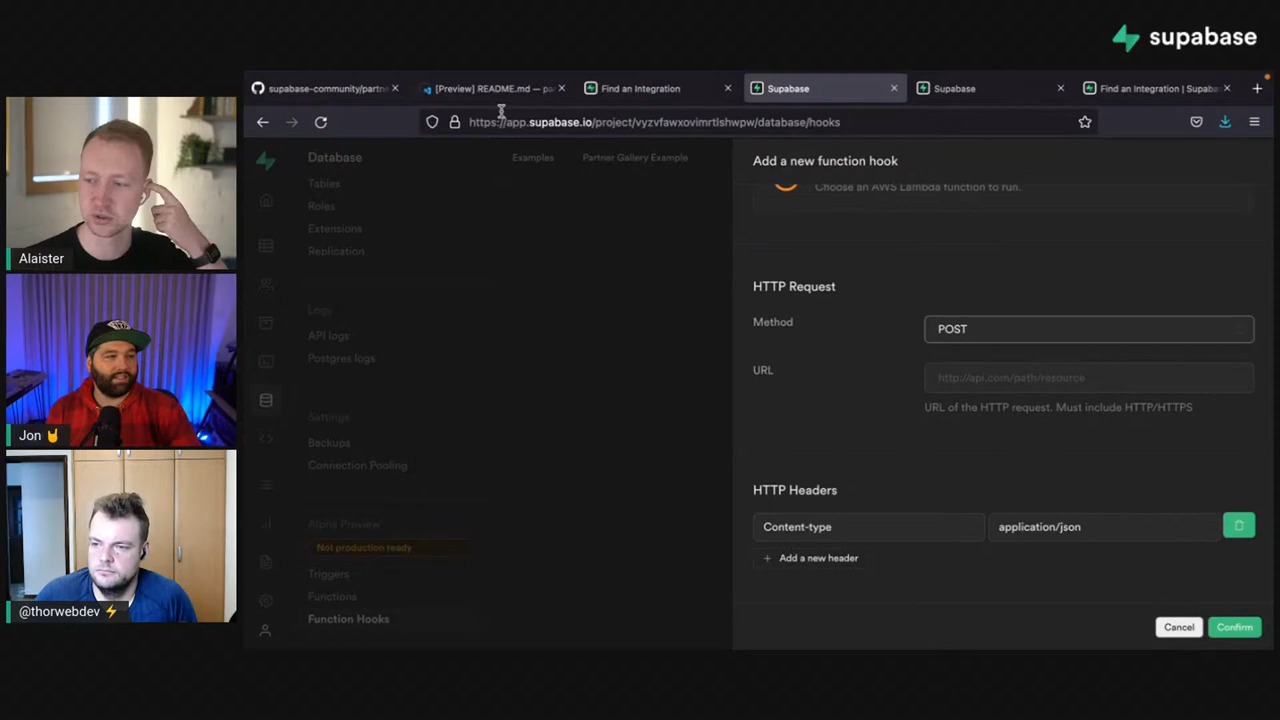 supabase
supabase-community/partne
[Preview] README.md — pa
Find an Integration
Supabase
Supabase
Find an Integration | Supaba
https://app.supabase.io/project/vyzvfawxovimrtlshwpw/database/hooks
Database
Examples
Partner Gallery Example
Tables
Roles
Extensions
Replication
Logs
API logs
Postgres logs
Settings
Backups
Connection Pooling
Alpha Preview
Not production ready
Triggers
Functions
Function Hooks
Add a new function hook
Choose an AWS Lambda function to run.
HTTP Request
Method
POST
URL
http://api.com/path/resource
URL of the HTTP request. Must include HTTP/HTTPS
HTTP Headers
Content-type
application/json
+ Add a new header
Cancel
Confirm
Alaister
Jon 🤘
@thorwebdev ⚡